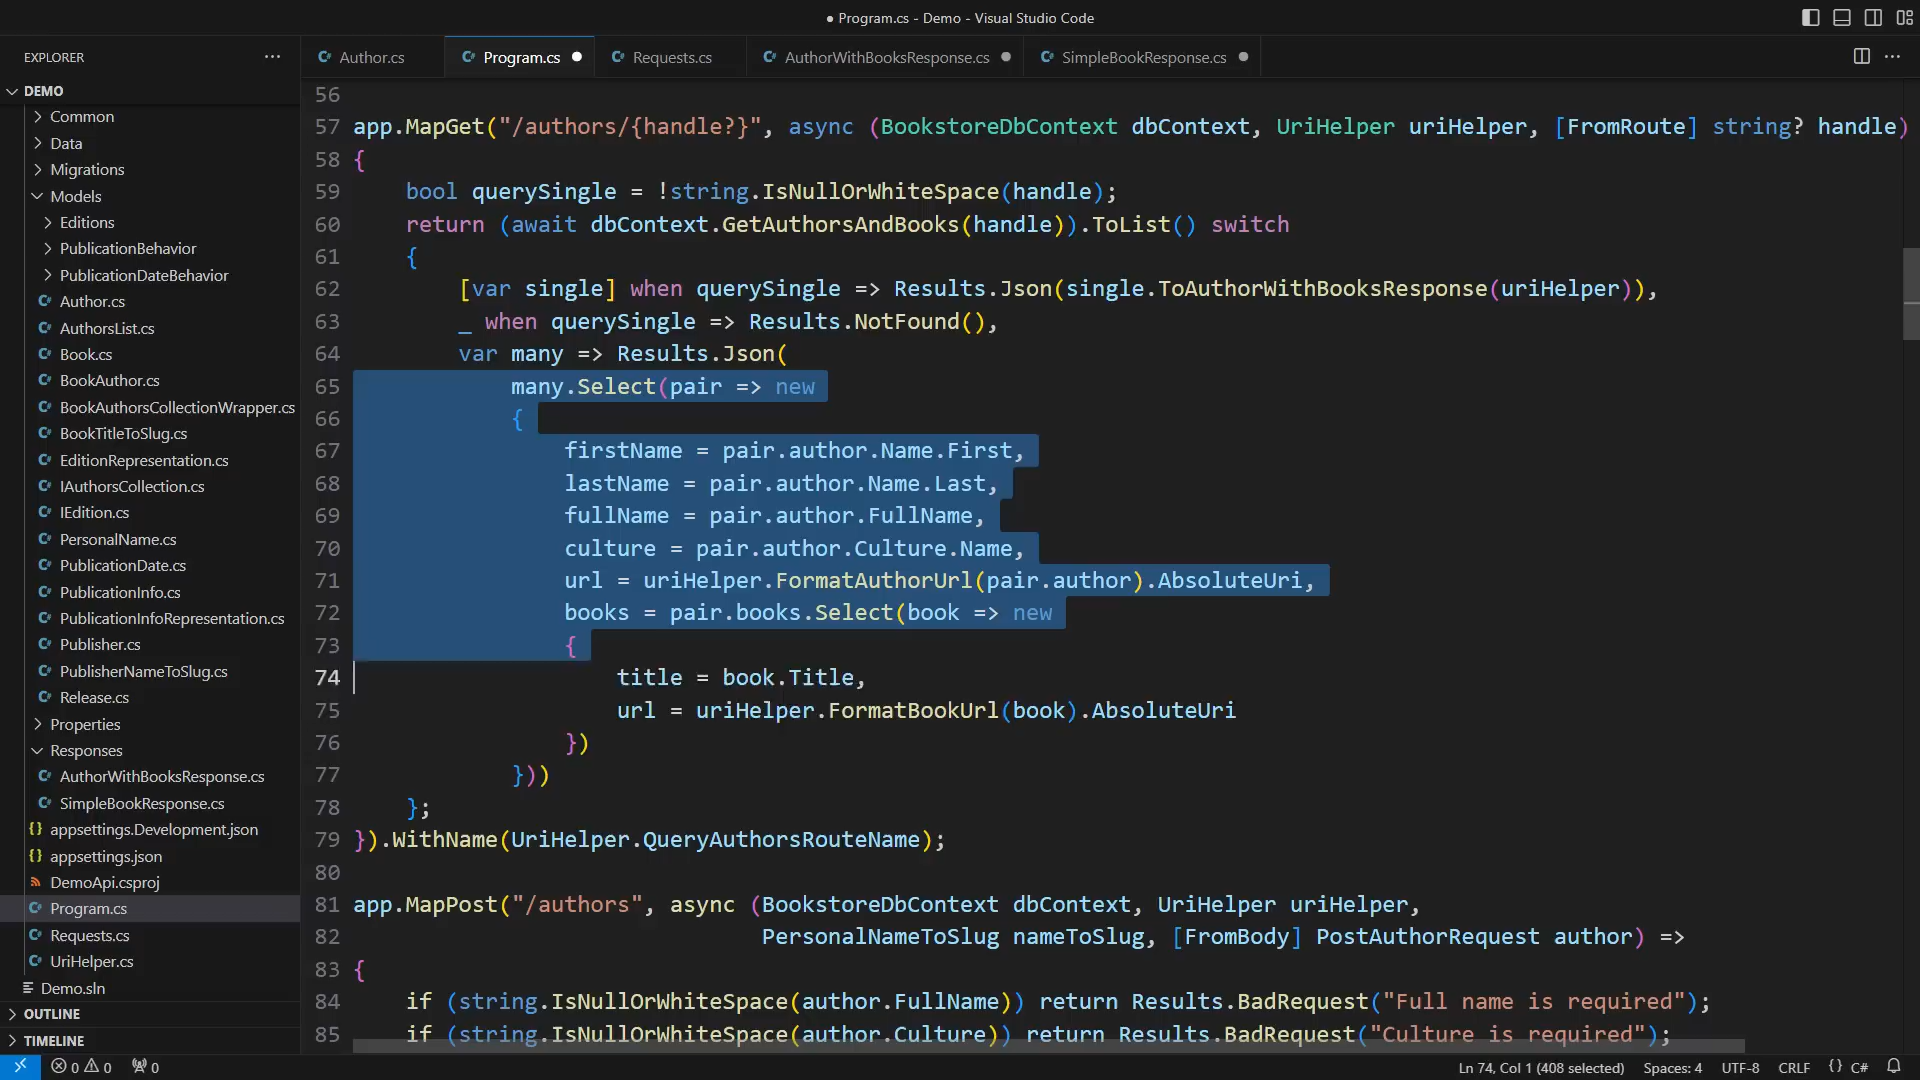 ● Program.cs - Demo - Visual Studio Code
EXPLORER
DEMO
Common
Data
Migrations
Models
Editions
PublicationBehavior
PublicationDateBehavior
Author.cs
AuthorsList.cs
Book.cs
BookAuthor.cs
BookAuthorsCollectionWrapper.cs
BookTitleToSlug.cs
EditionRepresentation.cs
IAuthorsCollection.cs
IEdition.cs
PersonalName.cs
PublicationDate.cs
PublicationInfo.cs
PublicationInfoRepresentation.cs
Publisher.cs
PublisherNameToSlug.cs
Release.cs
Properties
Responses
AuthorWithBooksResponse.cs
SimpleBookResponse.cs
appsettings.Development.json
appsettings.json
DemoApi.csproj
Program.cs
Requests.cs
UriHelper.cs
Demo.sln
OUTLINE
TIMELINE
Author.cs Program.cs ● Requests.cs AuthorWithBooksResponse.cs ● SimpleBookResponse.cs ●
56
57 app.MapGet("/authors/{handle?}", async (BookstoreDbContext dbContext, UriHelper uriHelper, [FromRoute] string? handle)
58 {
59     bool querySingle = !string.IsNullOrWhiteSpace(handle);
60     return (await dbContext.GetAuthorsAndBooks(handle)).ToList() switch
61     {
62         [var single] when querySingle => Results.Json(single.ToAuthorWithBooksResponse(uriHelper)),
63         _ when querySingle => Results.NotFound(),
64         var many => Results.Json(
65             many.Select(pair => new
66             {
67                 firstName = pair.author.Name.First,
68                 lastName = pair.author.Name.Last,
69                 fullName = pair.author.FullName,
70                 culture = pair.author.Culture.Name,
71                 url = uriHelper.FormatAuthorUrl(pair.author).AbsoluteUri,
72                 books = pair.books.Select(book => new
73                 {
74                     title = book.Title,
75                     url = uriHelper.FormatBookUrl(book).AbsoluteUri
76                 })
77             }))
78     };
79 }).WithName(UriHelper.QueryAuthorsRouteName);
80
81 app.MapPost("/authors", async (BookstoreDbContext dbContext, UriHelper uriHelper,
82                                PersonalNameToSlug nameToSlug, [FromBody] PostAuthorRequest author) =>
83 {
84     if (string.IsNullOrWhiteSpace(author.FullName)) return Results.BadRequest("Full name is required");
85     if (string.IsNullOrWhiteSpace(author.Culture)) return Results.BadRequest("Culture is required");
0 0 0 Ln 74, Col 1 (408 selected) Spaces: 4 UTF-8 CRLF {} C#